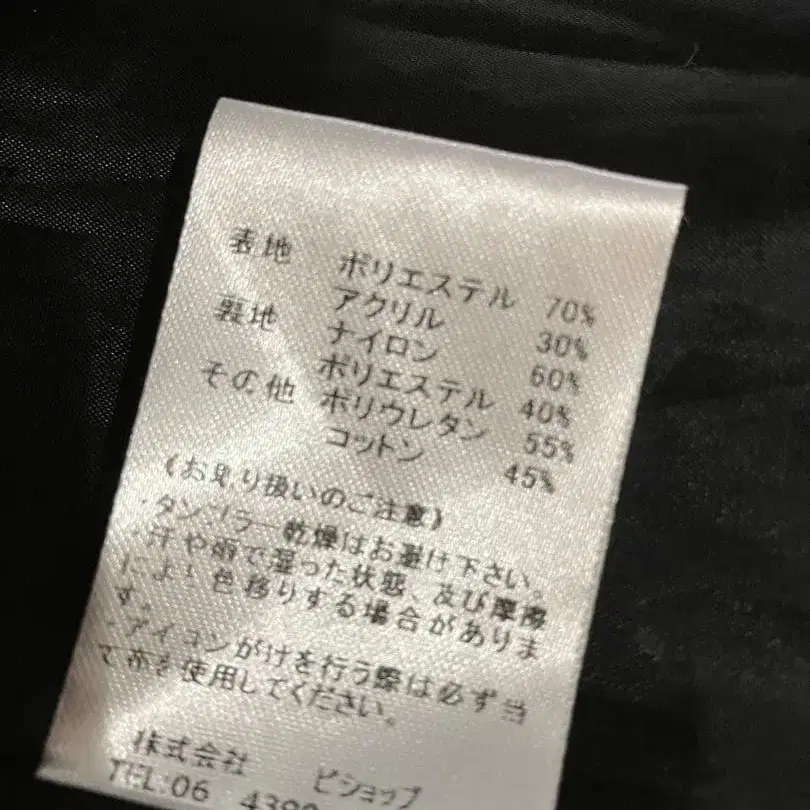 表地 ポリエステル 70%
アクリル 30%
裏地 ナイロン 60%
ポリエステル 40%
その他 ポリウレタン 55%
コットン 45%
(お取り扱いのご注意)
・タンブラー乾燥はお避け下さい。
・汗や雨で湿った状態、及び摩擦
により色移りする場合がありま
す。
・アイロンがけを行う際は必ず当
て布を使用してください。
株式会社 ビショップ
TEL:06